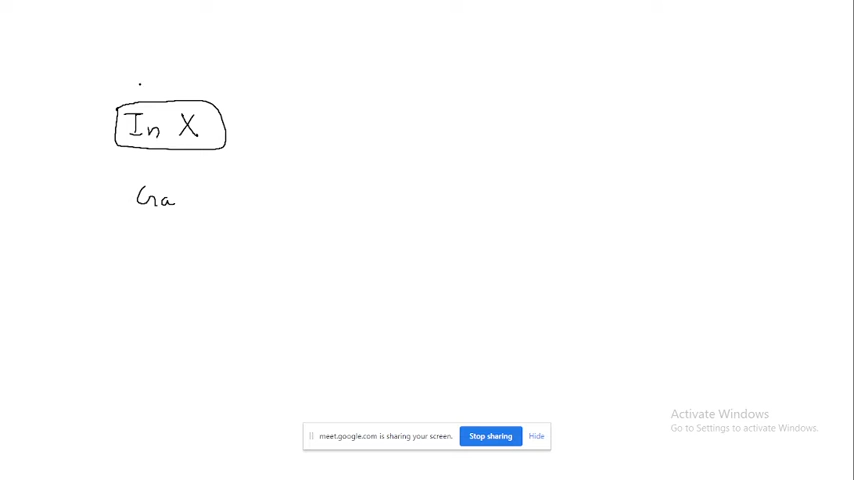 In X
Ga
meet.google.com is sharing your screen. Stop sharing Hide
Activate Windows
Go to Settings to activate Windows.